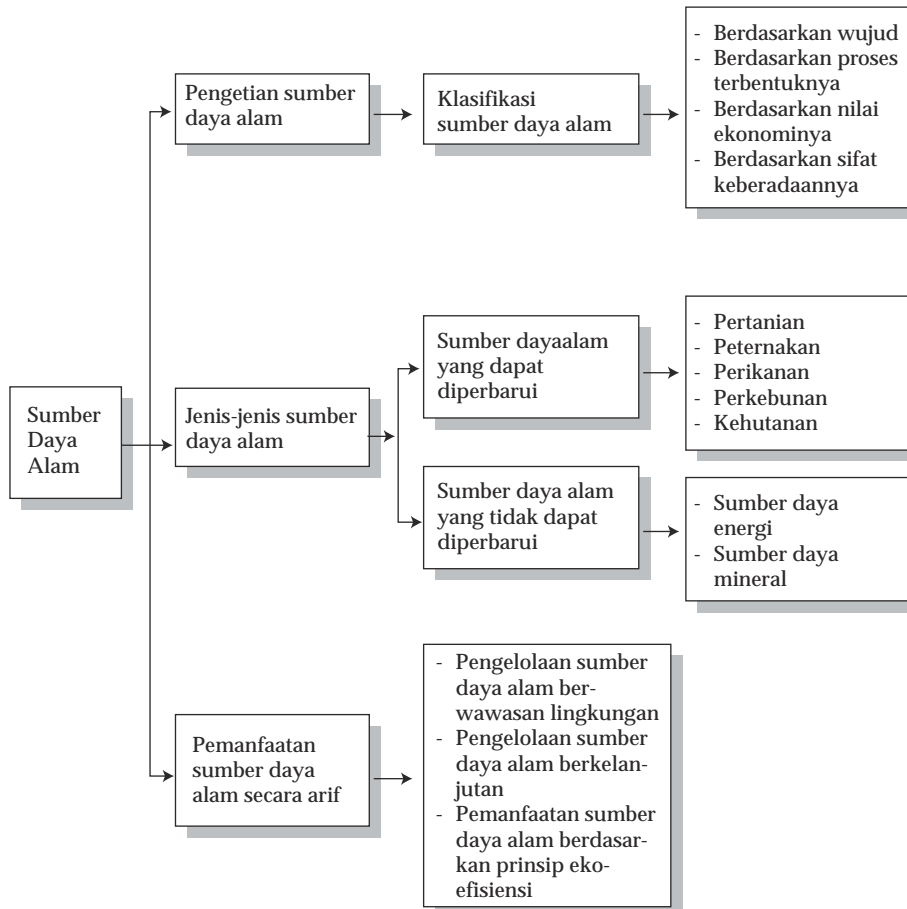 Sumber
Daya
Alam
Pengetian sumber
daya alam
Klasifikasi
sumber daya alam
- Berdasarkan wujud
- Berdasarkan proses
terbentuknya
- Berdasarkan nilai
ekonominya
- Berdasarkan sifat
keberadaannya
Jenis-jenis sumber
daya alam
Sumber dayaalam
yang dapat
diperbarui
- Pertanian
- Peternakan
- Perikanan
- Perkebunan
- Kehutanan
Sumber daya alam
yang tidak dapat
diperbarui
- Sumber daya
energi
- Sumber daya
mineral
Pemanfaatan
sumber daya
alam secara arif
- Pengelolaan sumber
daya alam ber-
wawasan lingkungan
- Pengelolaan sumber
daya alam berkelan-
jutan
- Pemanfaatan sumber
daya alam berdasar-
kan prinsip eko-
efisiensi